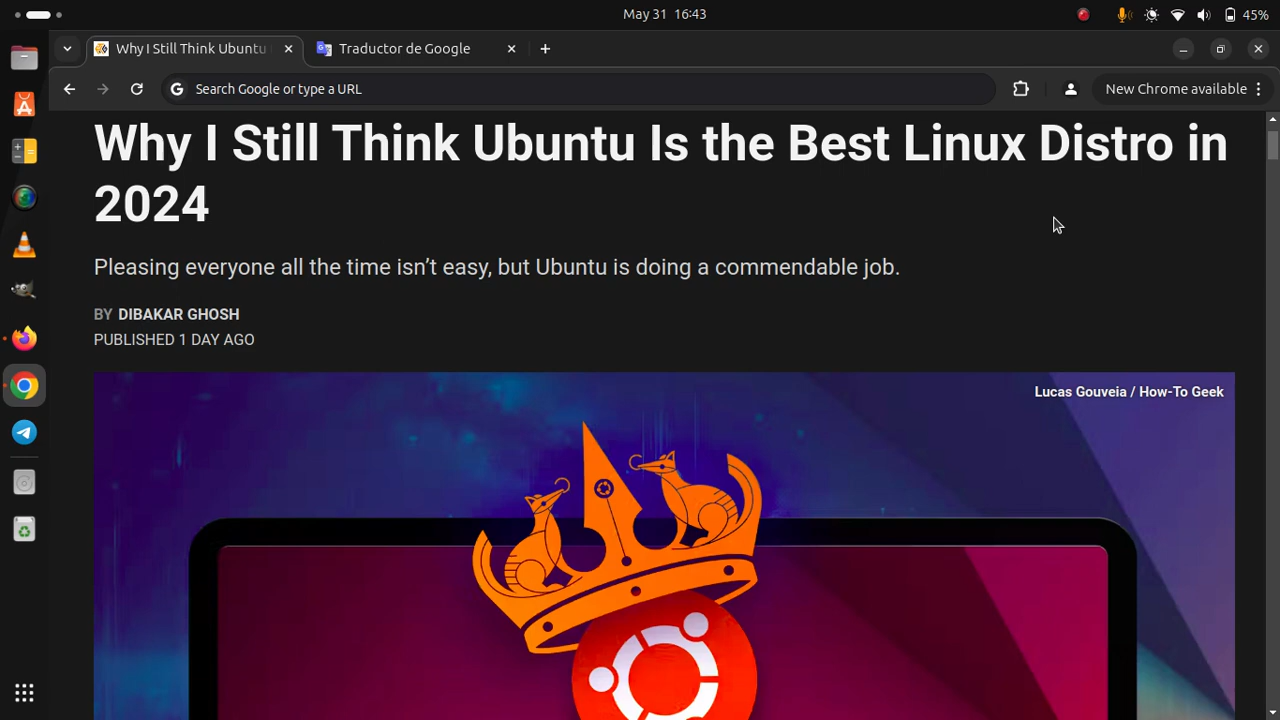 May 31 16:43
45%
Why I Still Think Ubuntu
Traductor de Google
Search Google or type a URL
New Chrome available
Why I Still Think Ubuntu Is the Best Linux Distro in
2024
Pleasing everyone all the time isn’t easy, but Ubuntu is doing a commendable job.
BY DIBAKAR GHOSH
PUBLISHED 1 DAY AGO
Lucas Gouveia / How-To Geek